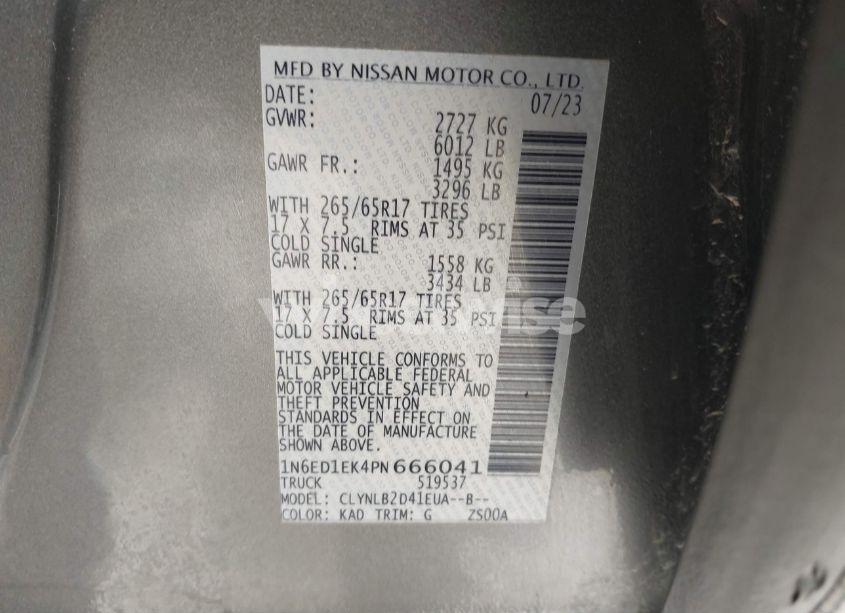 MFD BY NISSAN MOTOR CO., LTD.
DATE: 07/23
GVWR: 2727 KG
6012 LB
GAWR FR.: 1495 KG
3296 LB
WITH 265/65R17 TIRES
17 X 7.5 RIMS AT 35 PSI
COLD SINGLE
GAWR RR.: 1558 KG
3434 LB
WITH 265/65R17 TIRES
17 X 7.5 RIMS AT 35 PSI
COLD SINGLE
THIS VEHICLE CONFORMS TO
ALL APPLICABLE FEDERAL
MOTOR VEHICLE SAFETY AND
THEFT PREVENTION
STANDARDS IN EFFECT ON
THE DATE OF MANUFACTURE
SHOWN ABOVE.
1N6ED1EK4PN666041
TRUCK 519537
MODEL: CLYNLB2D41EUA--B--
COLOR: KAD TRIM: G ZS00A